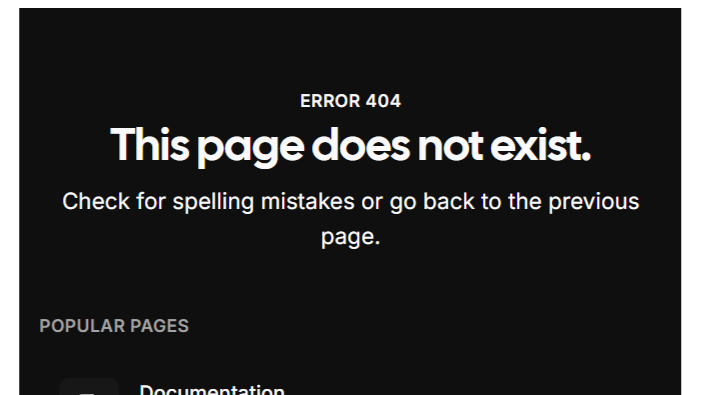 ERROR 404
This page does not exist.
Check for spelling mistakes or go back to the previous
page.
POPULAR PAGES
Documentation